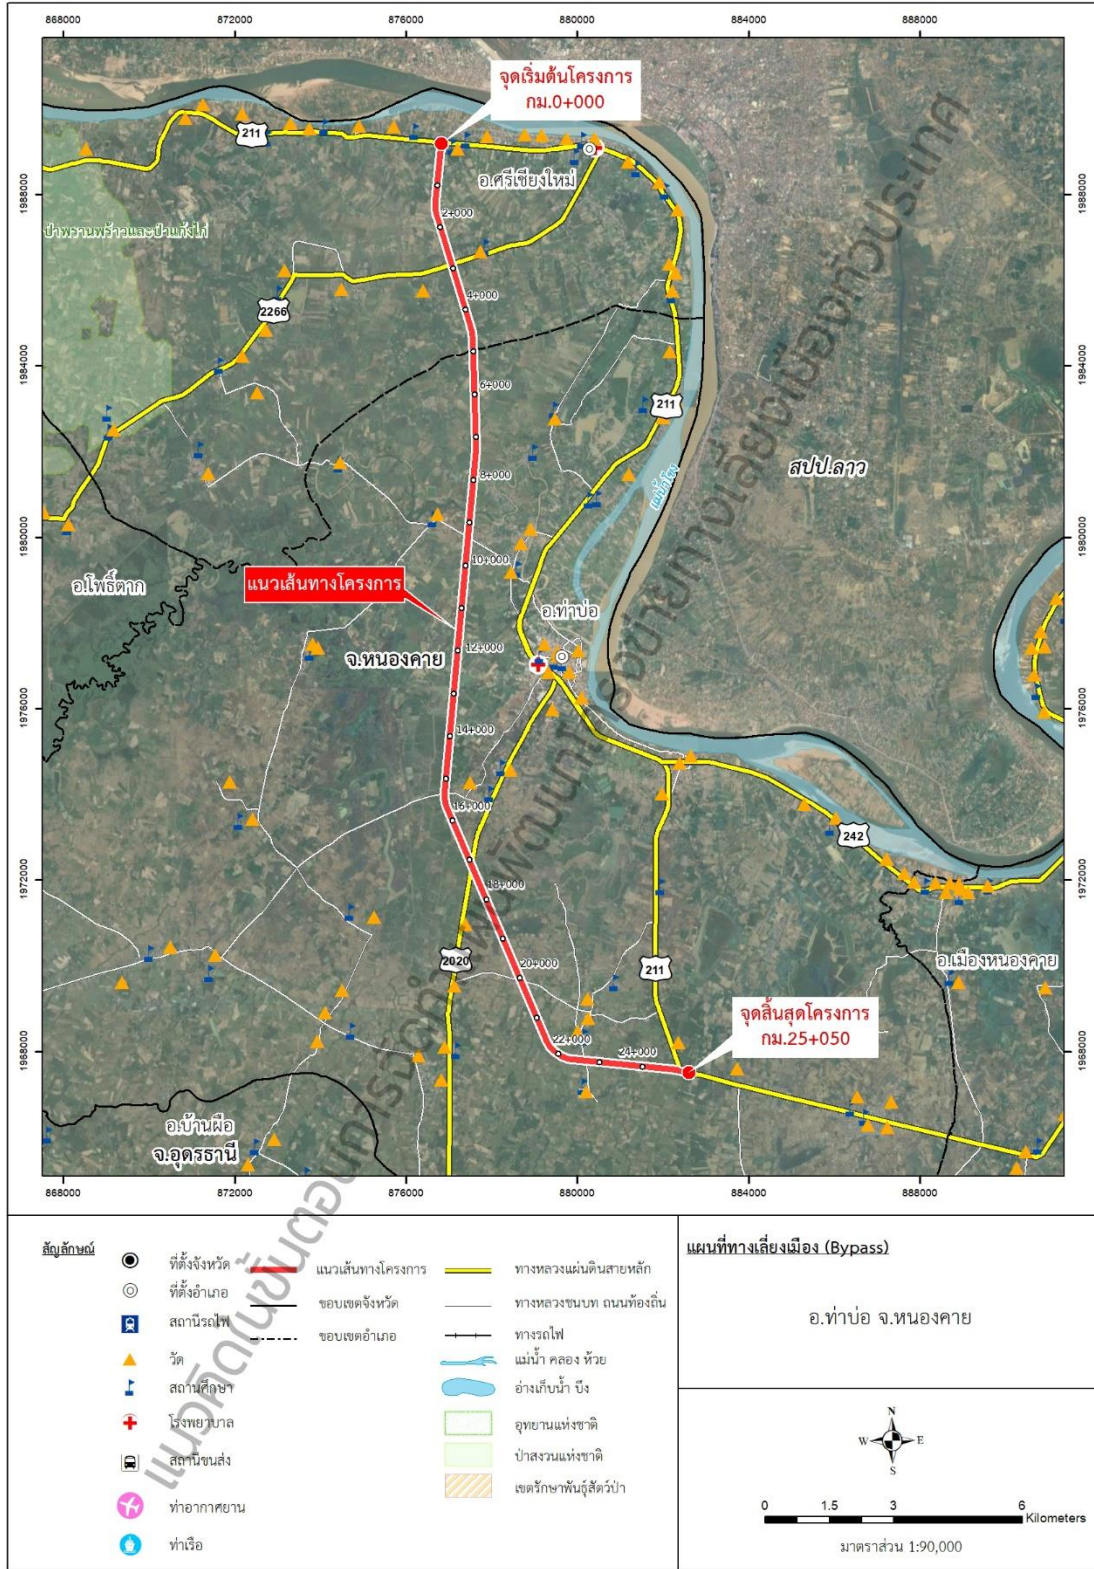 868000
872000
876000
880000
884000
888000
จุดเริ่มต้นโครงการ
กม.0+000
211
อ.ศรีเชียงใหม่
1988000
1988000
2+000
ป่าพรานพร้าวและป่าแก้งไก่
4+000
2266
1984000
1984000
6+000
211
สปป.ลาว
8+000
แม่น้ำโขง
1980000
1980000
10+000
อ.โพธิ์ตาก
แนวเส้นทางโครงการ
อ.ท่าบ่อ
12+000
จ.หนองคาย
1976000
1976000
14+000
16+000
242
1972000
1972000
18+000
2020
20+000
211
อ.เมืองหนองคาย
จุดสิ้นสุดโครงการ
กม.25+050
22+000
24+000
1968000
1968000
อ.บ้านผือ
จ.อุดรธานี
868000
872000
876000
880000
884000
888000
สัญลักษณ์
ที่ตั้งจังหวัด
ที่ตั้งอำเภอ
สถานีรถไฟ
วัด
สถานศึกษา
โรงพยาบาล
สถานีขนส่ง
ท่าอากาศยาน
ท่าเรือ
แนวเส้นทางโครงการ
ขอบเขตจังหวัด
ขอบเขตอำเภอ
ทางหลวงแผ่นดินสายหลัก
ทางหลวงชนบท ถนนท้องถิ่น
ทางรถไฟ
แม่น้ำ คลอง ห้วย
อ่างเก็บน้ำ บึง
อุทยานแห่งชาติ
ป่าสงวนแห่งชาติ
เขตรักษาพันธุ์สัตว์ป่า
แผนที่ทางเลี่ยงเมือง (Bypass)
อ.ท่าบ่อ จ.หนองคาย
N
W E
S
0 1.5 3 6
Kilometers
มาตราส่วน 1:90,000